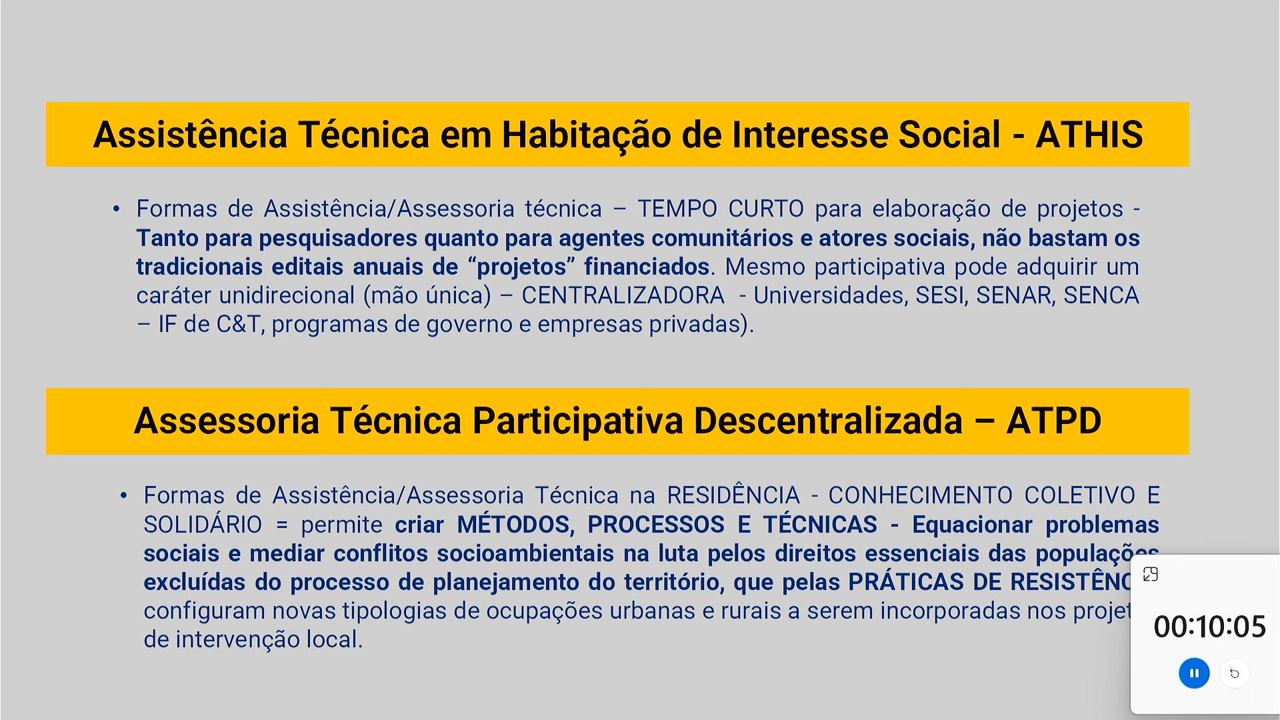 Assistência Técnica em Habitação de Interesse Social - ATHIS
• Formas de Assistência/Assessoria técnica – TEMPO CURTO para elaboração de projetos -
Tanto para pesquisadores quanto para agentes comunitários e atores sociais, não bastam os
tradicionais editais anuais de “projetos” financiados. Mesmo participativa pode adquirir um
caráter unidirecional (mão única) – CENTRALIZADORA - Universidades, SESI, SENAR, SENCA
– IF de C&T, programas de governo e empresas privadas).
Assessoria Técnica Participativa Descentralizada – ATPD
• Formas de Assistência/Assessoria Técnica na RESIDÊNCIA - CONHECIMENTO COLETIVO E
SOLIDÁRIO = permite criar MÉTODOS, PROCESSOS E TÉCNICAS - Equacionar problemas
sociais e mediar conflitos socioambientais na luta pelos direitos essenciais das populações
excluídas do processo de planejamento do território, que pelas PRÁTICAS DE
configuram novas tipologias de ocupações urbanas e rurais a serem incorporadas nos
de intervenção local.
00:10:05